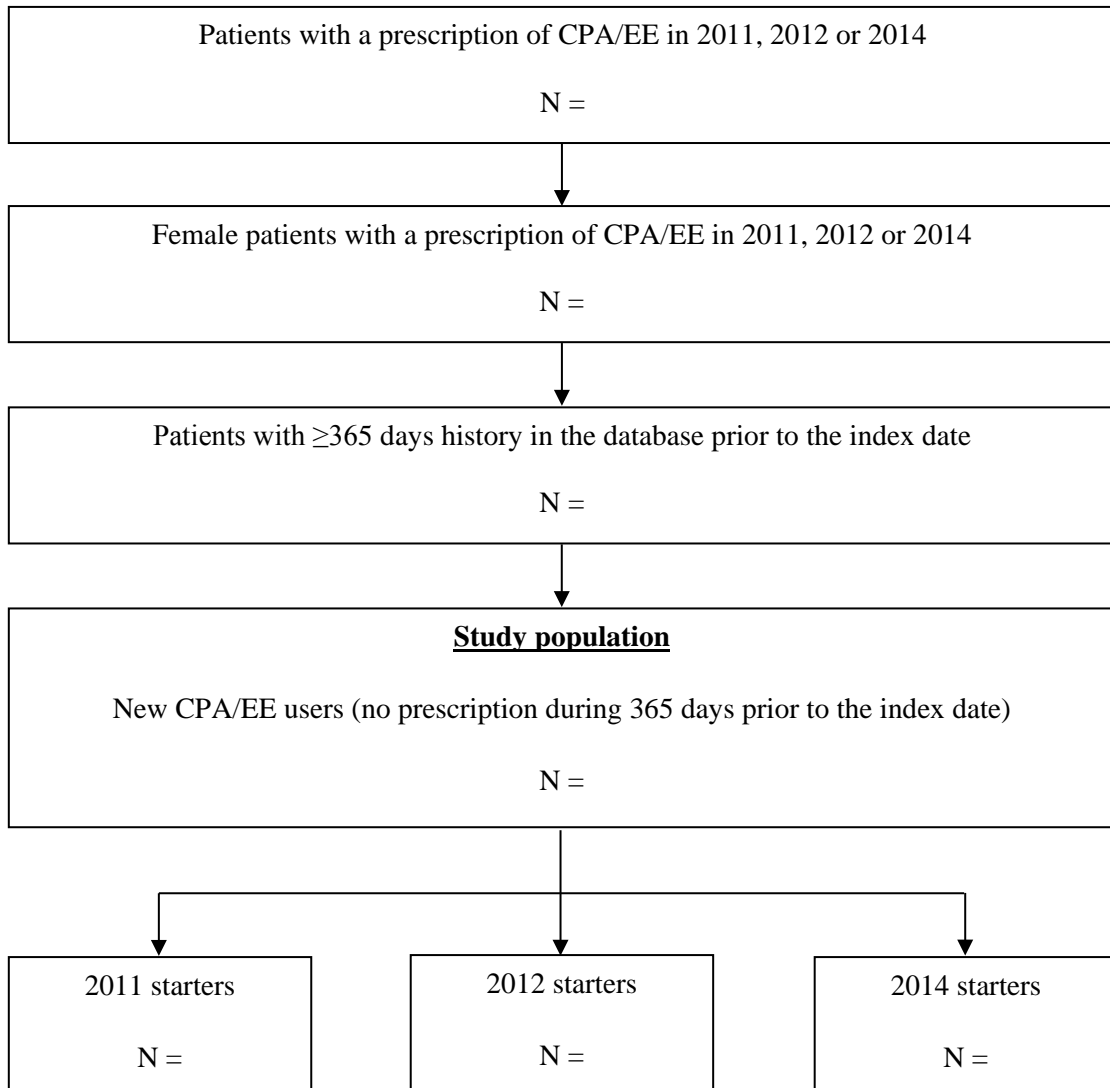 Patients with a prescription of CPA/EE in 2011, 2012 or 2014
N =
Female patients with a prescription of CPA/EE in 2011, 2012 or 2014
N =
Patients with ≥365 days history in the database prior to the index date
N =
Study population
New CPA/EE users (no prescription during 365 days prior to the index date)
N =
2011 starters
N =
2012 starters
N =
2014 starters
N =